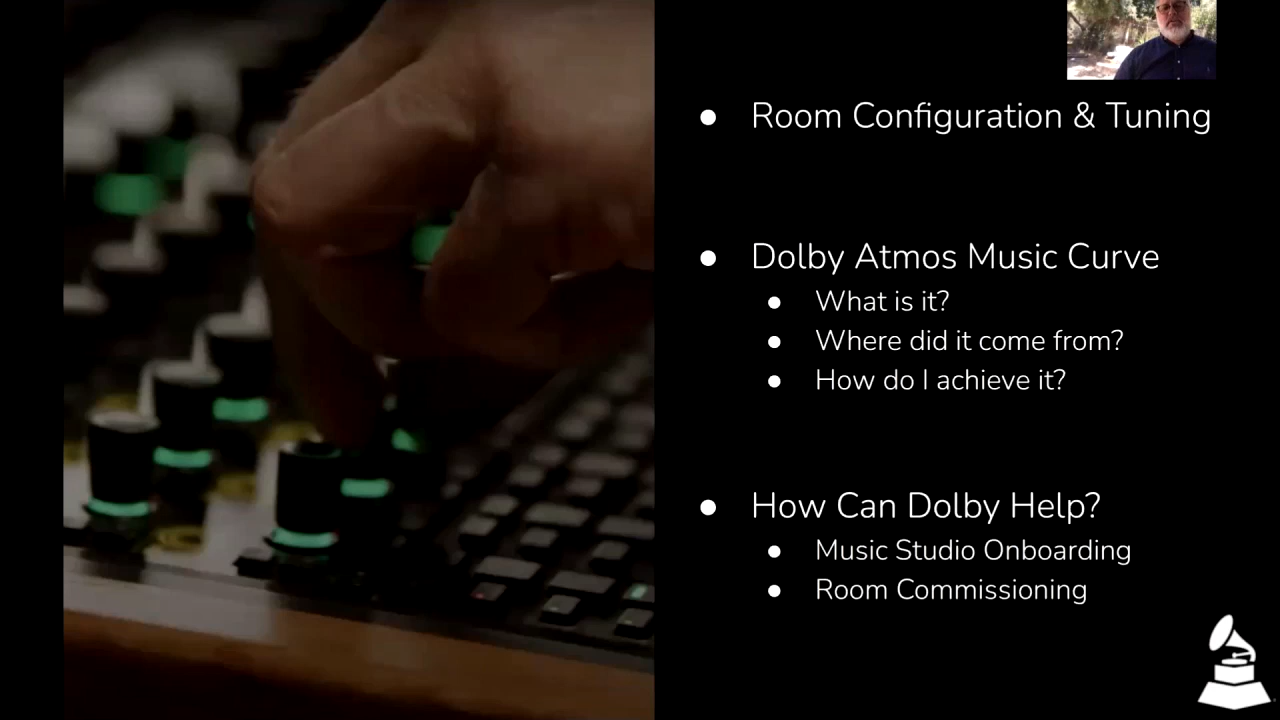 Room Configuration & Tuning
Dolby Atmos Music Curve
What is it?
Where did it come from?
How do I achieve it?
How Can Dolby Help?
Music Studio Onboarding
Room Commissioning